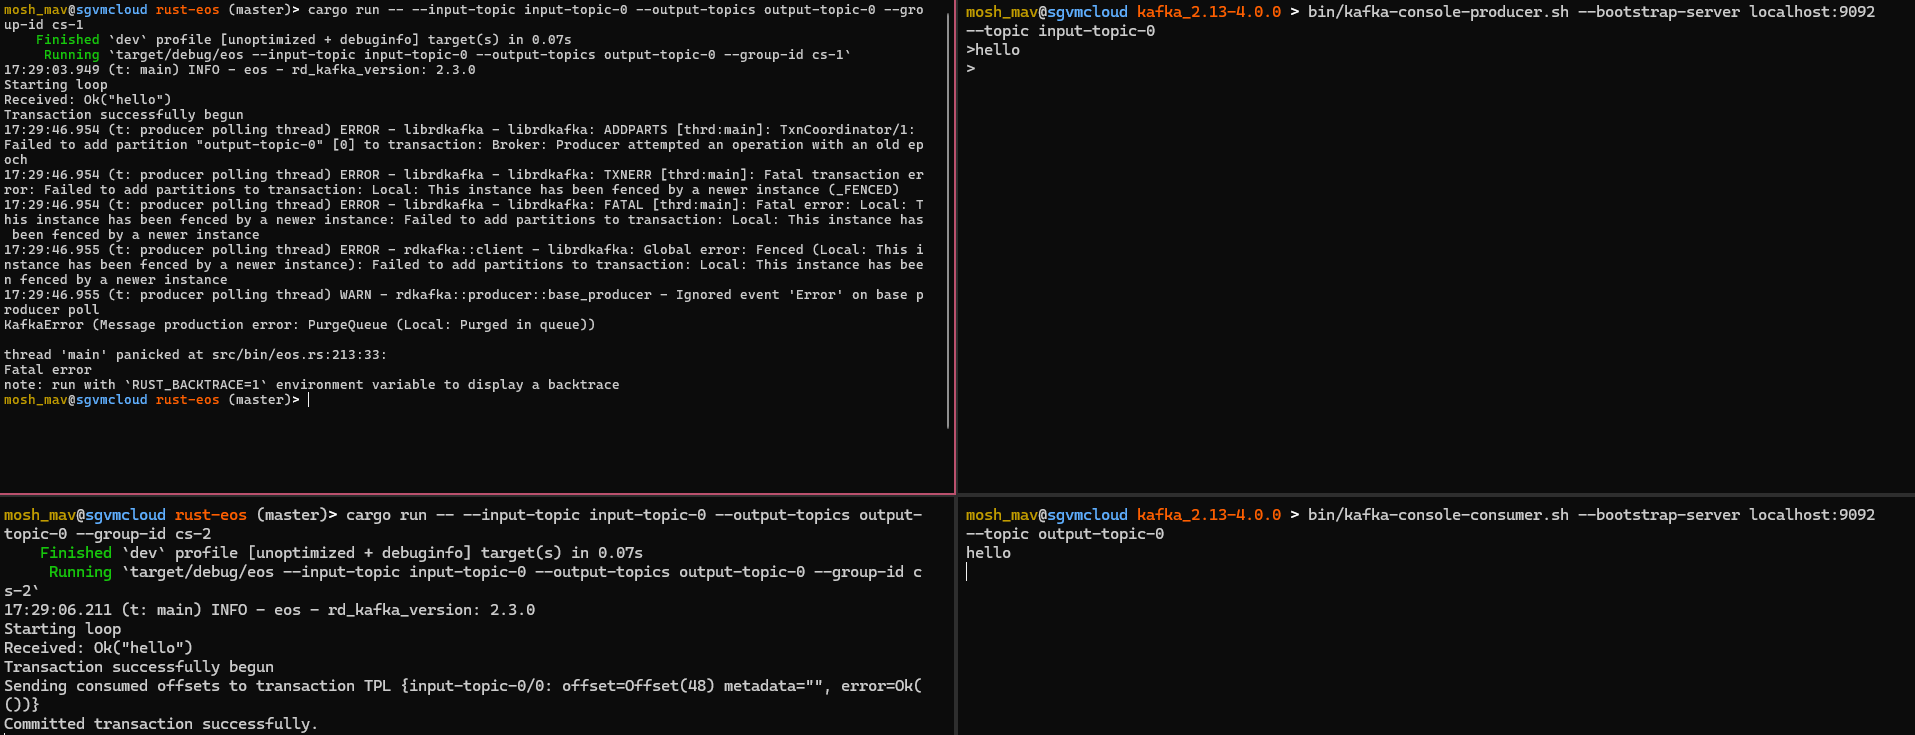 mosh_mav@sgvmcloud rust-eos (master)> cargo run -- --input-topic input-topic-0 --output-topics output-topic-0 --gro
up-id cs-1
    Finished `dev` profile [unoptimized + debuginfo] target(s) in 0.07s
     Running `target/debug/eos --input-topic input-topic-0 --output-topics output-topic-0 --group-id cs-1`
17:29:03.949 (t: main) INFO - eos - rd_kafka_version: 2.3.0
Starting loop
Received: Ok("hello")
Transaction successfully begun
17:29:46.954 (t: producer polling thread) ERROR - librdkafka - librdkafka: ADDPARTS [thrd:main]: TxnCoordinator/1:
Failed to add partition "output-topic-0" [0] to transaction: Broker: Producer attempted an operation with an old ep
och
17:29:46.954 (t: producer polling thread) ERROR - librdkafka - librdkafka: TXNERR [thrd:main]: Fatal transaction er
ror: Failed to add partitions to transaction: Local: This instance has been fenced by a newer instance (_FENCED)
17:29:46.954 (t: producer polling thread) ERROR - librdkafka - librdkafka: FATAL [thrd:main]: Fatal error: Local: T
his instance has been fenced by a newer instance: Failed to add partitions to transaction: Local: This instance has
 been fenced by a newer instance
17:29:46.955 (t: producer polling thread) ERROR - rdkafka::client - librdkafka: Global error: Fenced (Local: This i
nstance has been fenced by a newer instance): Failed to add partitions to transaction: Local: This instance has bee
n fenced by a newer instance
17:29:46.955 (t: producer polling thread) WARN - rdkafka::producer::base_producer - Ignored event 'Error' on base p
roducer poll
KafkaError (Message production error: PurgeQueue (Local: Purged in queue))

thread 'main' panicked at src/bin/eos.rs:213:33:
Fatal error
note: run with `RUST_BACKTRACE=1` environment variable to display a backtrace
mosh_mav@sgvmcloud rust-eos (master)>
mosh_mav@sgvmcloud kafka_2.13-4.0.0 > bin/kafka-console-producer.sh --bootstrap-server localhost:9092
--topic input-topic-0
>hello
>
mosh_mav@sgvmcloud rust-eos (master)> cargo run -- --input-topic input-topic-0 --output-topics output-
topic-0 --group-id cs-2
    Finished `dev` profile [unoptimized + debuginfo] target(s) in 0.07s
     Running `target/debug/eos --input-topic input-topic-0 --output-topics output-topic-0 --group-id c
s-2`
17:29:06.211 (t: main) INFO - eos - rd_kafka_version: 2.3.0
Starting loop
Received: Ok("hello")
Transaction successfully begun
Sending consumed offsets to transaction TPL {input-topic-0/0: offset=Offset(48) metadata="", error=Ok(
())}
Committed transaction successfully.
mosh_mav@sgvmcloud kafka_2.13-4.0.0 > bin/kafka-console-consumer.sh --bootstrap-server localhost:9092
--topic output-topic-0
hello